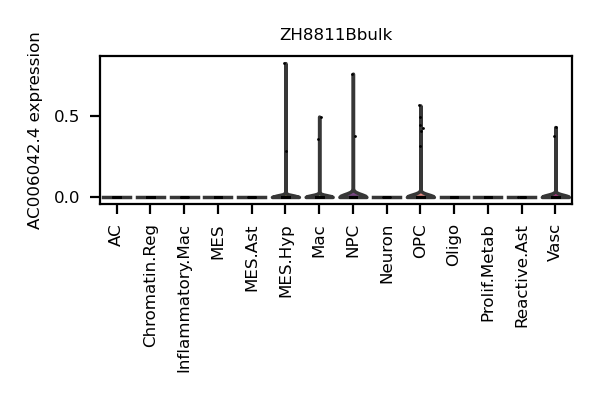 ZH8811Bbulk
AC006042.4 expression
0.5
0.0
AC
Chromatin.Reg
Inflammatory.Mac
MES
MES.Ast
MES.Hyp
Mac
NPC
Neuron
OPC
Oligo
Prolif.Metab
Reactive.Ast
Vasc